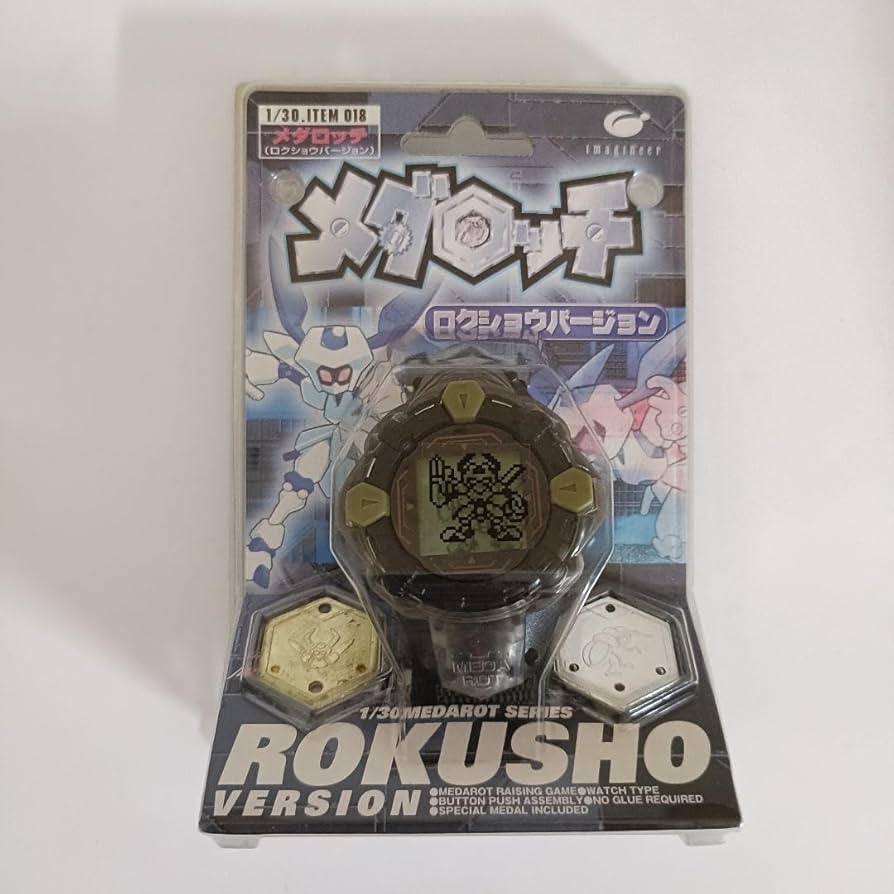 1/30.ITEM 018
メダロッチ
(ロクショウバージョン)
imagineer
メダロッチ
ロクショウバージョン
MEDA
ROT
1/30MEDAROT SERIES
ROKUSHO
VERSION
●MEDAROT RAISING GAME●WATCH TYPE
●BUTTON PUSH ASSEMBLY●NO GLUE REQUIRED
●SPECIAL MEDAL INCLUDED